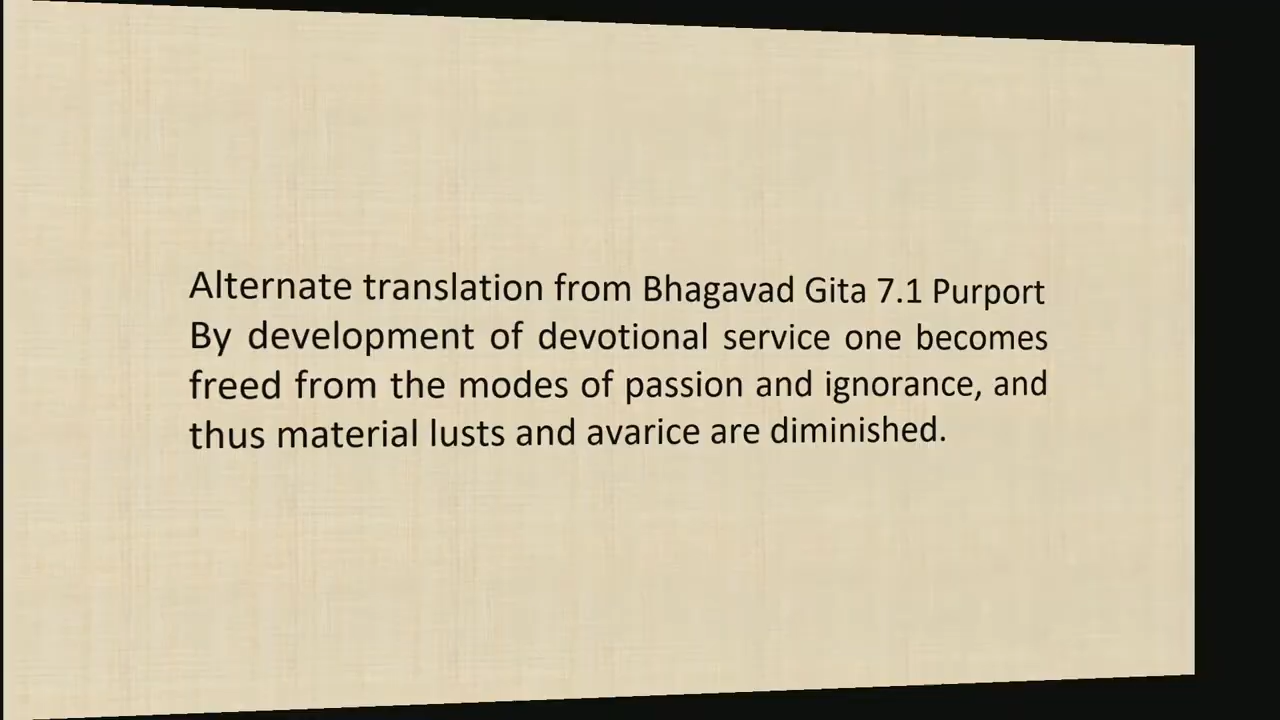 Alternate translation from Bhagavad Gita 7.1 Purport
By development of devotional service one becomes
freed from the modes of passion and ignorance, and
thus material lusts and avarice are diminished.